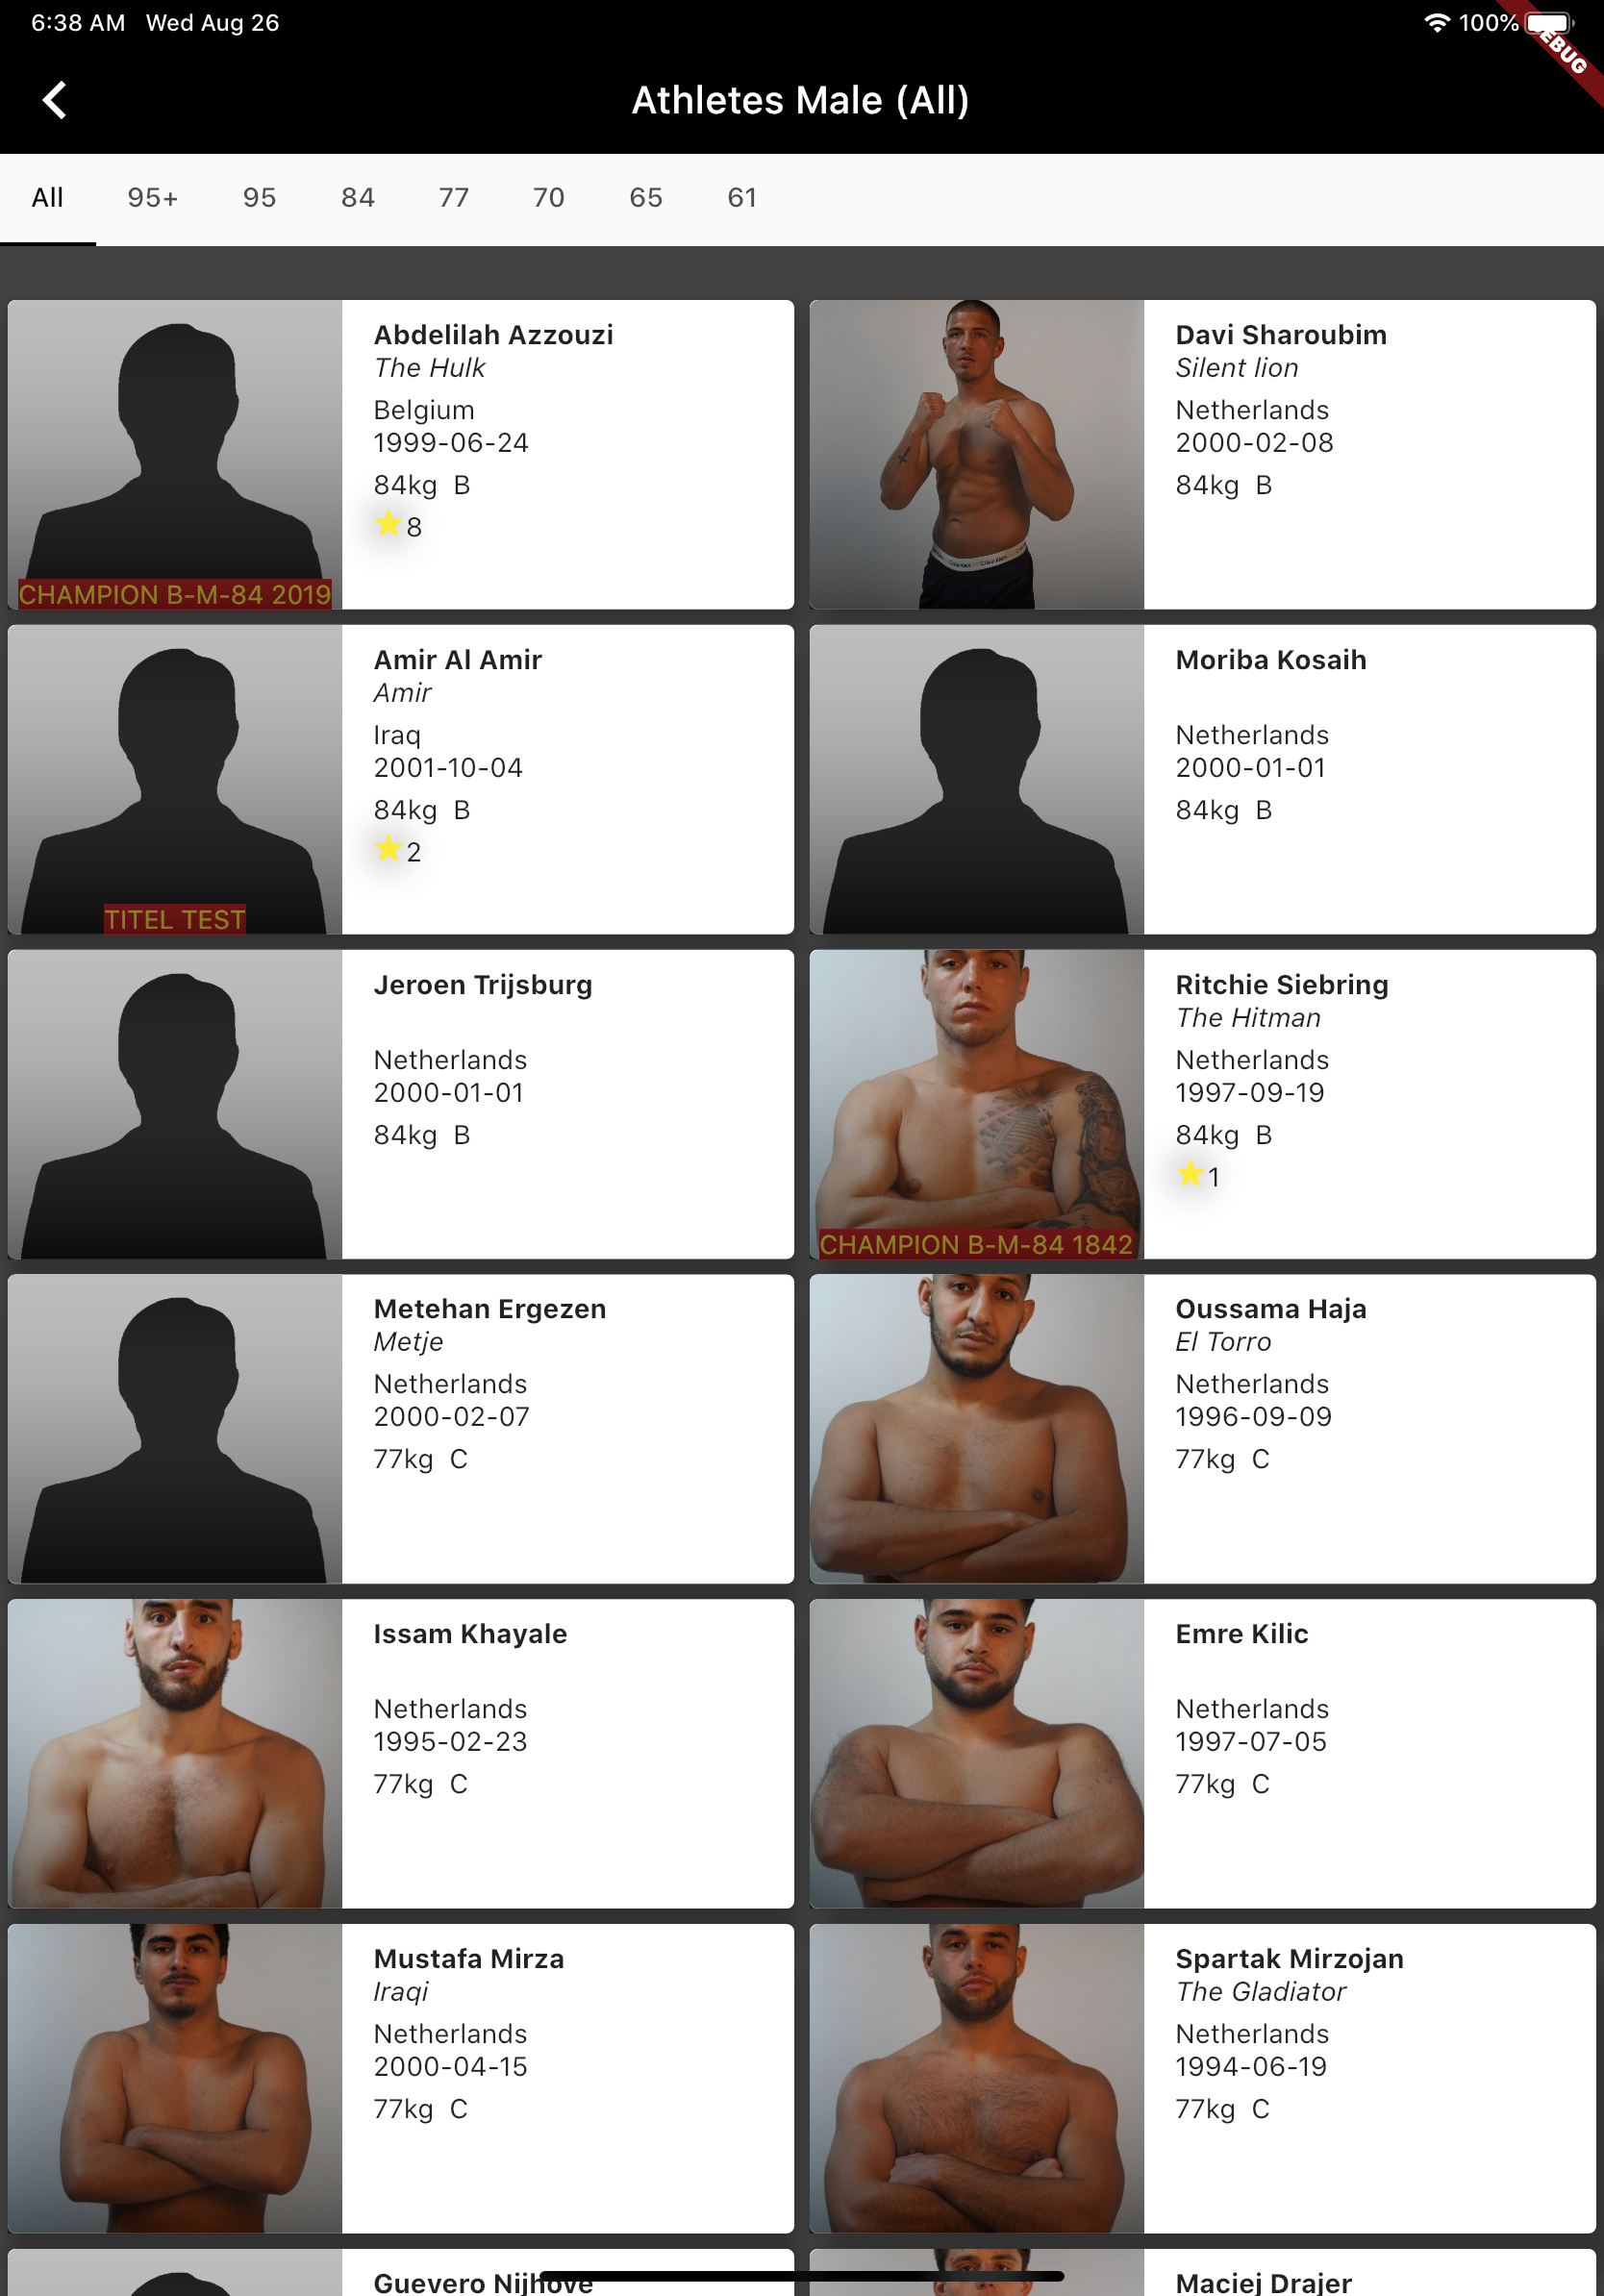 6:38 AM Wed Aug 26 100%
EBUG
Athletes Male (All)
All 95+ 95 84 77 70 65 61
Abdelilah Azzouzi
The Hulk
Belgium
1999-06-24
84kg B
8
CHAMPION B-M-84 2019
Davi Sharoubim
Silent lion
Netherlands
2000-02-08
84kg B
Amir Al Amir
Amir
Iraq
2001-10-04
84kg B
2
TITEL TEST
Moriba Kosaih
Netherlands
2000-01-01
84kg B
Jeroen Trijsburg
Netherlands
2000-01-01
84kg B
Ritchie Siebring
The Hitman
Netherlands
1997-09-19
84kg B
1
CHAMPION B-M-84 1842
Metehan Ergezen
Metje
Netherlands
2000-02-07
77kg C
Oussama Haja
El Torro
Netherlands
1996-09-09
77kg C
Issam Khayale
Netherlands
1995-02-23
77kg C
Emre Kilic
Netherlands
1997-07-05
77kg C
Mustafa Mirza
Iraqi
Netherlands
2000-04-15
77kg C
Spartak Mirzojan
The Gladiator
Netherlands
1994-06-19
77kg C
Guevero Nijhove
Maciej Drajer